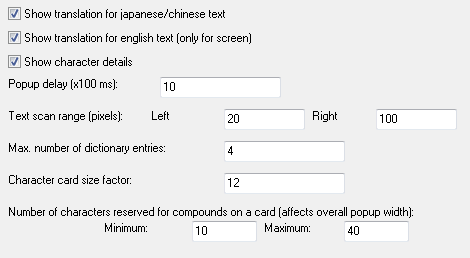 Show translation for japanese/chinese text
Show translation for english text (only for screen)
Show character details
Popup delay (x100 ms): 10
Text scan range (pixels): Left 20 Right 100
Max. number of dictionary entries: 4
Character card size factor: 12
Number of characters reserved for compounds on a card (affects overall popup width):
Minimum: 10 Maximum: 40